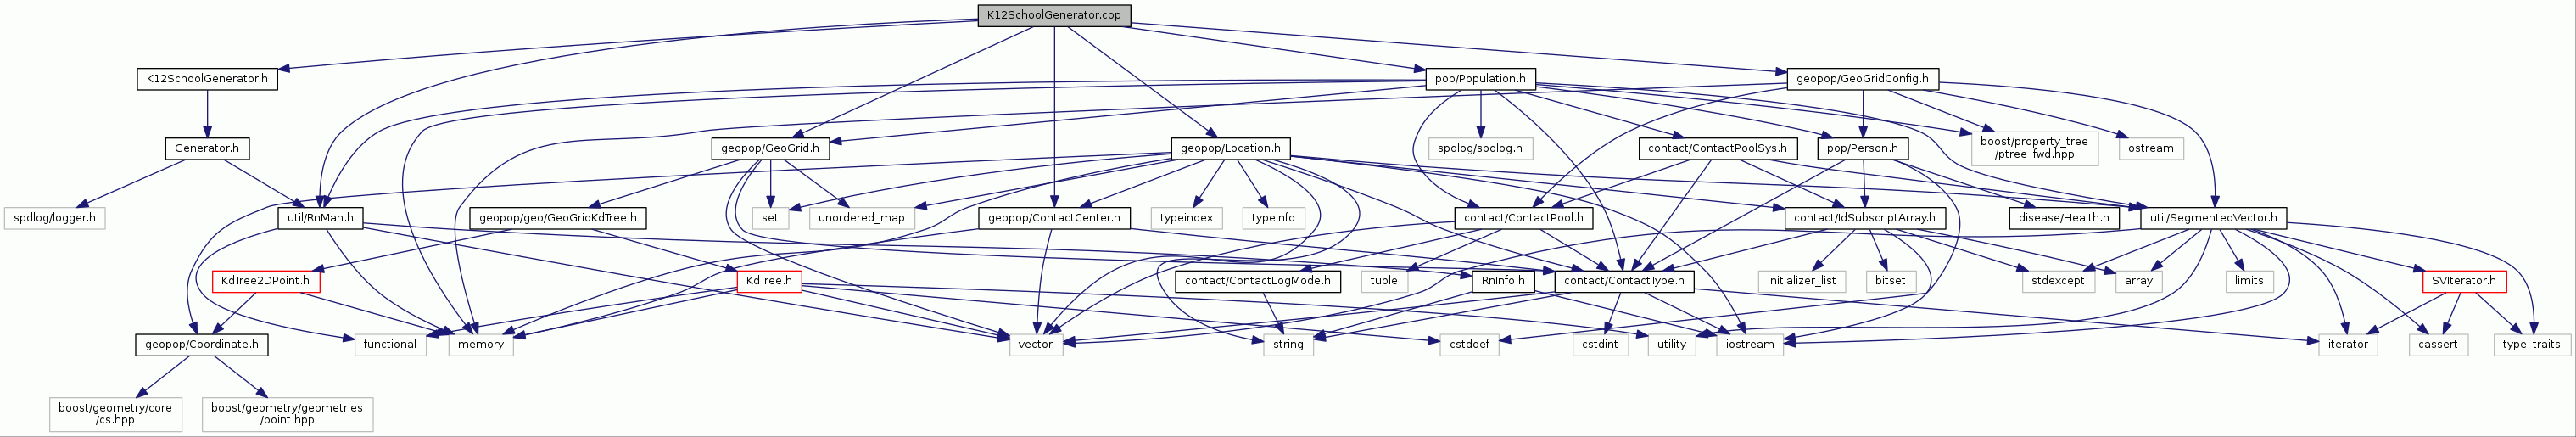 K12SchoolGenerator.cpp
K12SchoolGenerator.h
pop/Population.h
geopop/GeoGridConfig.h
Generator.h
geopop/GeoGrid.h
geopop/Location.h
spdlog/spdlog.h
contact/ContactPoolSys.h
pop/Person.h
boost/property_tree
/ptree_fwd.hpp
ostream
spdlog/logger.h
util/RnMan.h
geopop/geo/GeoGridKdTree.h
set
unordered_map
geopop/ContactCenter.h
typeindex
typeinfo
contact/ContactPool.h
contact/IdSubscriptArray.h
disease/Health.h
util/SegmentedVector.h
KdTree2DPoint.h
KdTree.h
contact/ContactLogMode.h
tuple
RnInfo.h
contact/ContactType.h
initializer_list
bitset
stdexcept
array
limits
SVIterator.h
geopop/Coordinate.h
functional
memory
vector
string
cstddef
cstdint
utility
iostream
iterator
cassert
type_traits
boost/geometry/core
/cs.hpp
boost/geometry/geometries
/point.hpp